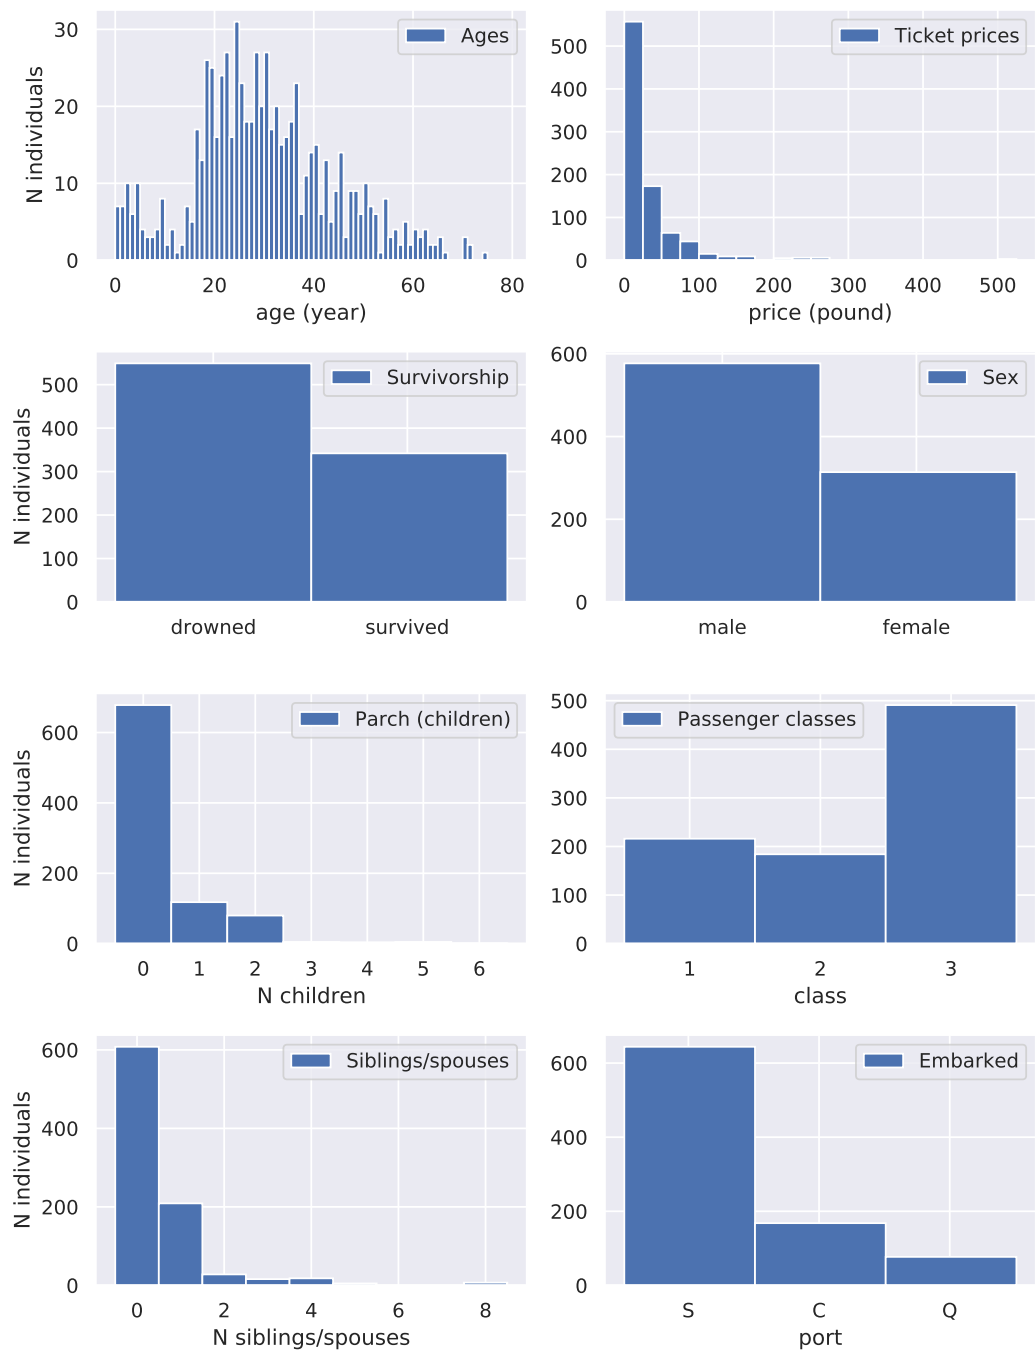 Ages
N individuals
30
20
10
0
0 20 40 60 80
age (year)
Ticket prices
500
400
300
200
100
0
0 100 200 300 400 500
price (pound)
Survivorship
N individuals
500
400
300
200
100
0
drowned survived
Sex
600
400
200
0
male female
Parch (children)
N individuals
600
400
200
0
0 1 2 3 4 5 6
N children
Passenger classes
500
400
300
200
100
0
1 2 3
class
Siblings/spouses
N individuals
600
400
200
0
0 2 4 6 8
N siblings/spouses
Embarked
600
400
200
0
S C Q
port